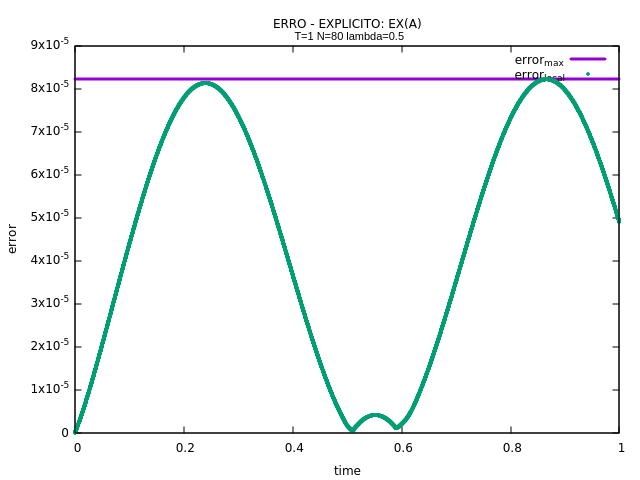 ERRO - EXPLICITO: EX(A)
T=1 N=80 lambda=0.5
9x10-5
8x10-5
7x10-5
6x10-5
5x10-5
4x10-5
3x10-5
2x10-5
1x10-5
0
error
errormax
errorlocal
0 0.2 0.4 0.6 0.8 1
time